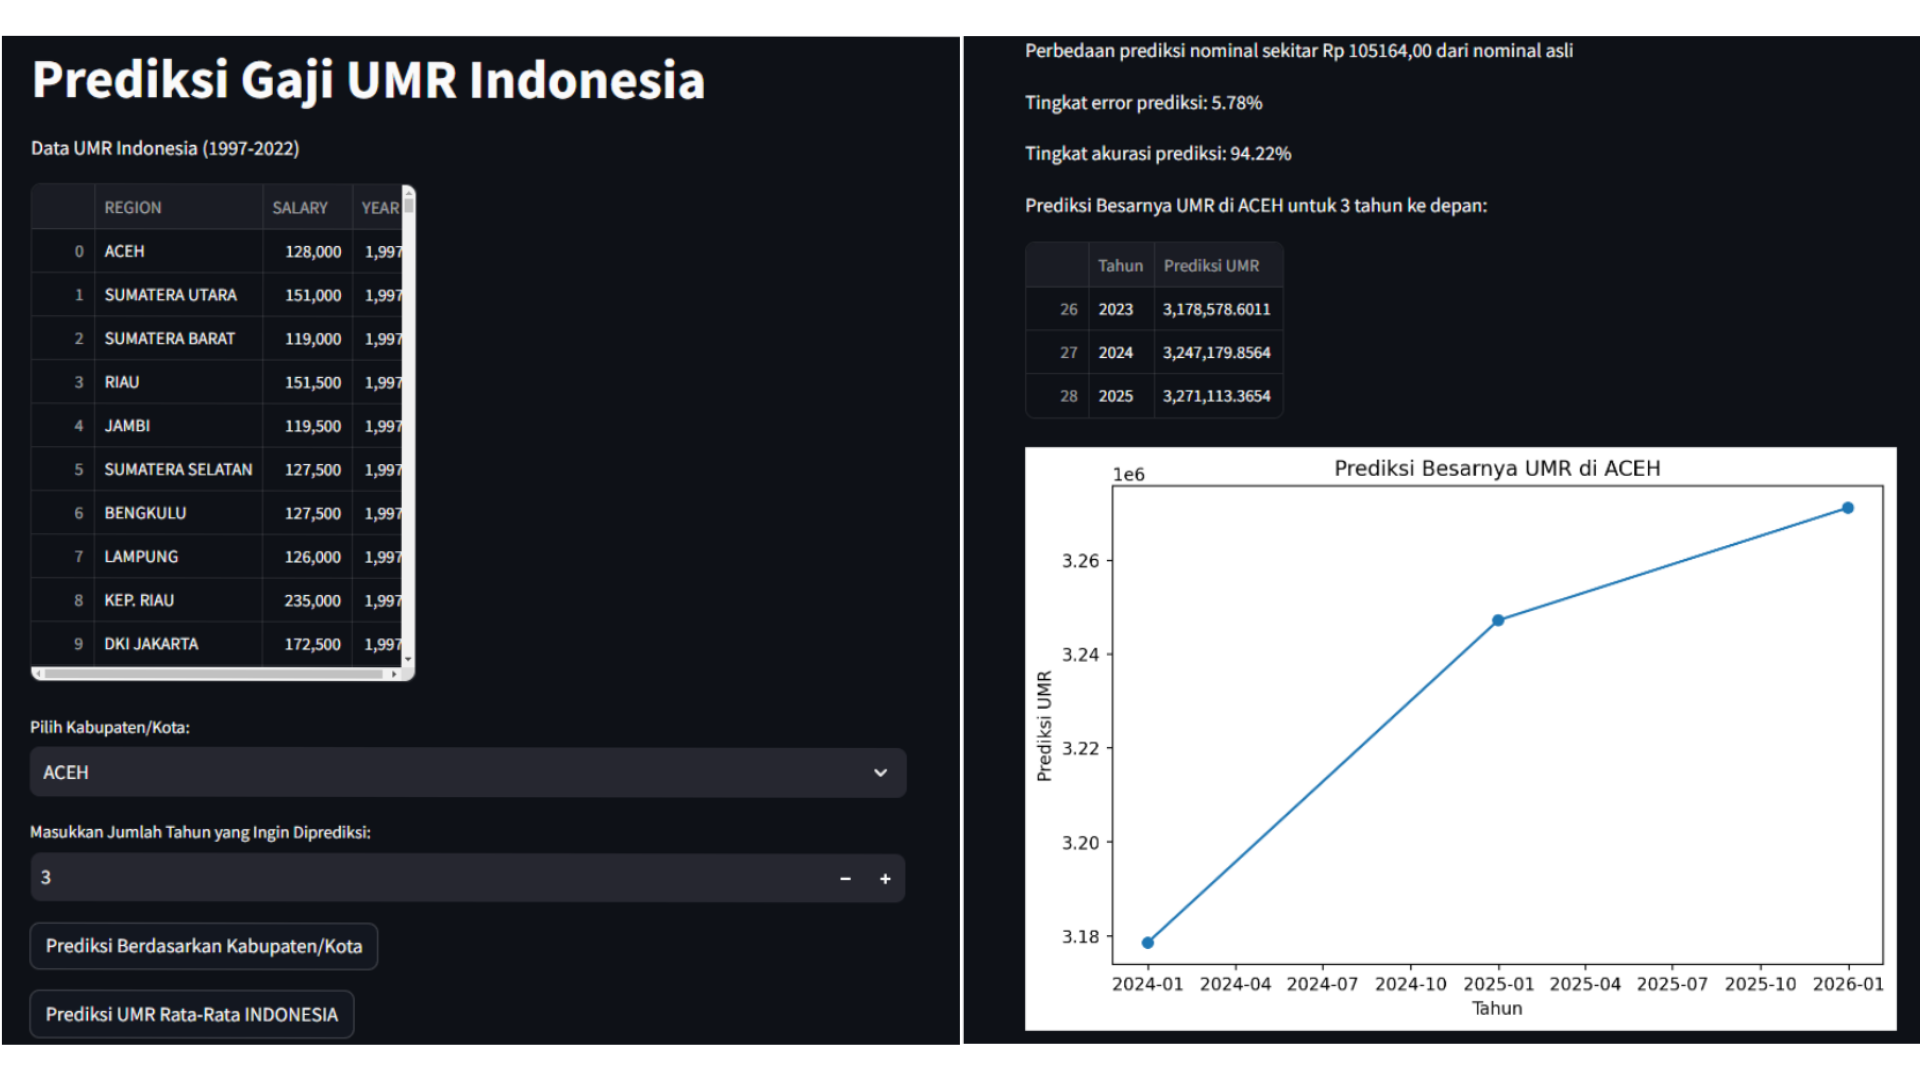 Prediksi Gaji UMR Indonesia
Data UMR Indonesia (1997-2022)
REGION SALARY YEAR
0 ACEH 128,000 1,997
1 SUMATERA UTARA 151,000 1,997
2 SUMATERA BARAT 119,000 1,997
3 RIAU 151,500 1,997
4 JAMBI 119,500 1,997
5 SUMATERA SELATAN 127,500 1,997
6 BENGKULU 127,500 1,997
7 LAMPUNG 126,000 1,997
8 KEP. RIAU 235,000 1,997
9 DKI JAKARTA 172,500 1,997
Pilih Kabupaten/Kota:
ACEH
Masukkan Jumlah Tahun yang Ingin Diprediksi:
3 − +
Prediksi Berdasarkan Kabupaten/Kota
Prediksi UMR Rata-Rata INDONESIA
Perbedaan prediksi nominal sekitar Rp 105164,00 dari nominal asli
Tingkat error prediksi: 5.78%
Tingkat akurasi prediksi: 94.22%
Prediksi Besarnya UMR di ACEH untuk 3 tahun ke depan:
Tahun Prediksi UMR
26 2023 3,178,578.6011
27 2024 3,247,179.8564
28 2025 3,271,113.3654
Prediksi Besarnya UMR di ACEH
1e6
3.26
3.24
3.22
3.20
3.18
Prediksi UMR
2024-01 2024-04 2024-07 2024-10 2025-01 2025-04 2025-07 2025-10 2026-01
Tahun